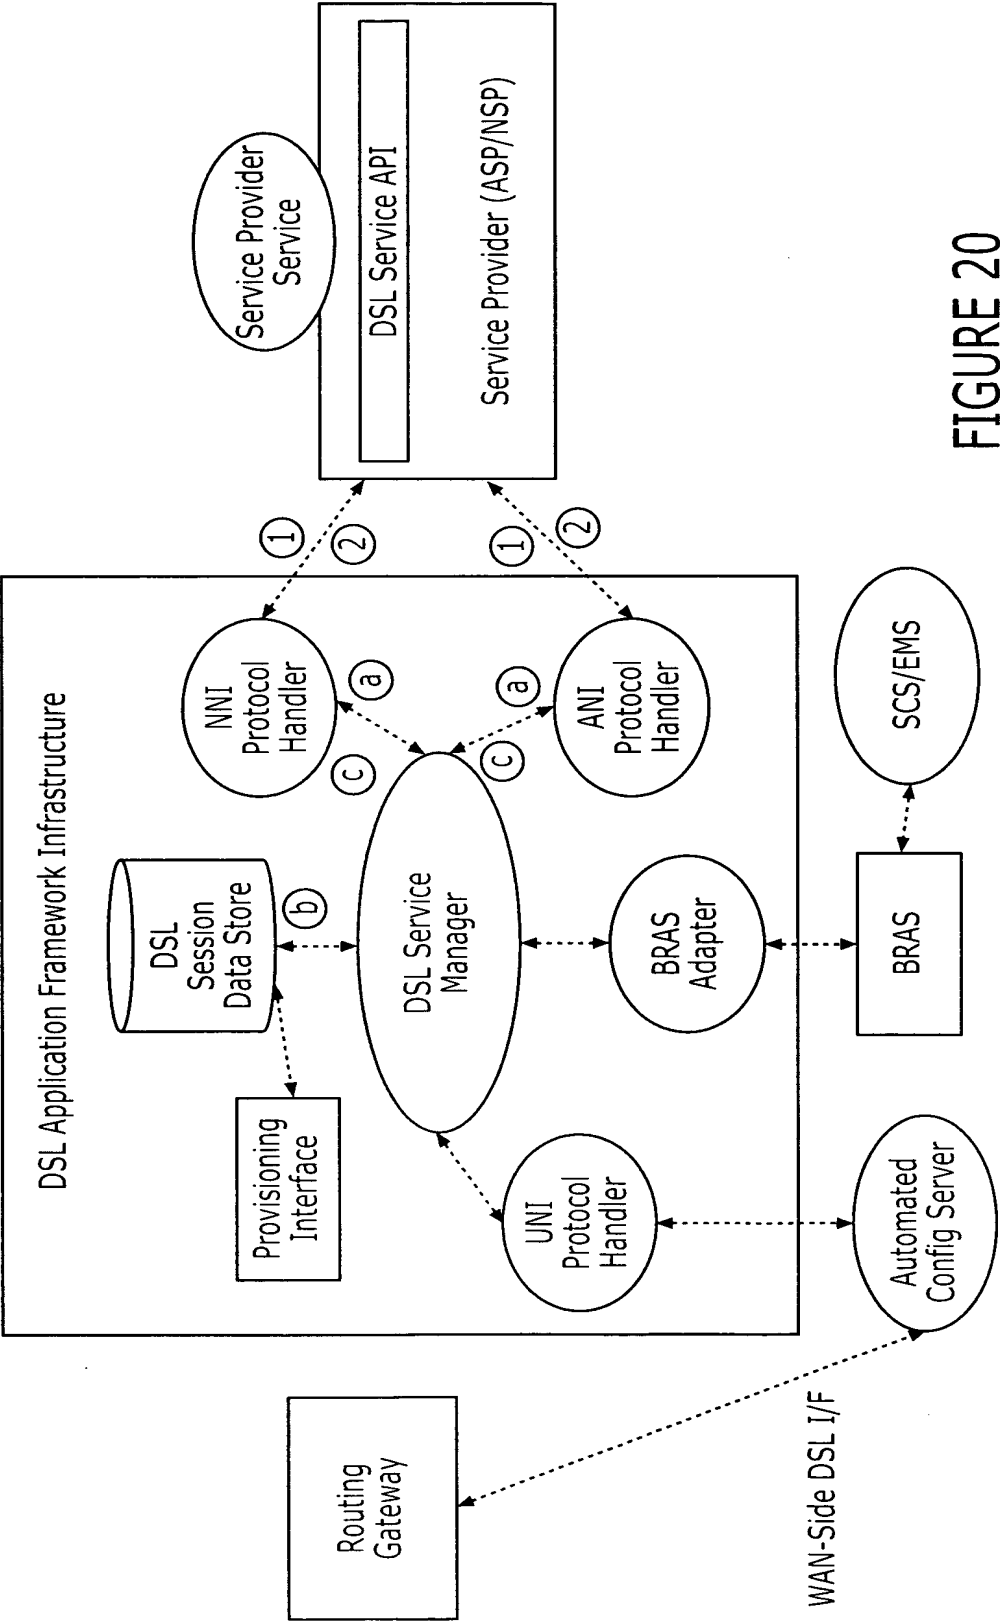 DSL Application Framework Infrastructure
Routing
Gateway
Provisioning
Interface
DSL
Session
Data Store
b
NNI
Protocol
Handler
a
c
1
2
Service Provider
Service
DSL Service API
Service Provider (ASP/NSP)
DSL Service
Manager
UNI
Protocol
Handler
BRAS
Adapter
c
a
ANI
Protocol
Handler
1
2
WAN-Side DSL I/F
Automated
Config Server
BRAS
SCS/EMS
FIGURE 20